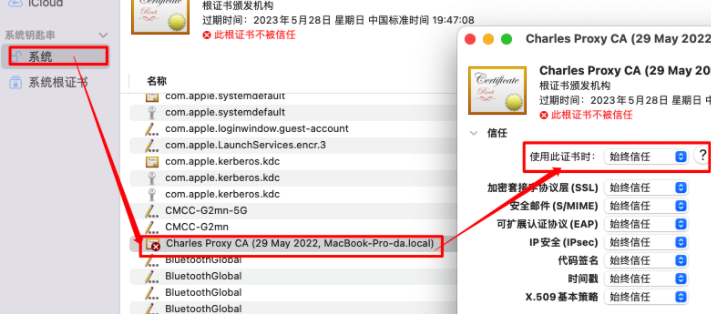 iCloud
系统钥匙串
系统
系统根证书
根证书颁发机构
过期时间：2023年5月28日 星期日 中国标准时间 19:47:08
此根证书不被信任
名称
com.apple.systemdefault
com.apple.systemdefault
com.apple.loginwindow.guest-account
com.apple.LaunchServices.encr.3
com.apple.kerberos.kdc
com.apple.kerberos.kdc
com.apple.kerberos.kdc
CMCC-G2mn-5G
CMCC-G2mn
Charles Proxy CA (29 May 2022, MacBook-Pro-da.local)
BluetoothGlobal
BluetoothGlobal
BluetoothGlobal
BluetoothGlobal
Charles Proxy CA (29 May 2022
Certificate
Root
Charles Proxy CA (29 May 20
根证书颁发机构
过期时间：2023年5月28日 星期日 中
此根证书不被信任
信任
使用此证书时： 始终信任 ?
加密套接字协议层 (SSL) 始终信任
安全邮件 (S/MIME) 始终信任
可扩展认证协议 (EAP) 始终信任
IP 安全 (IPsec) 始终信任
代码签名 始终信任
时间戳 始终信任
X.509 基本策略 始终信任